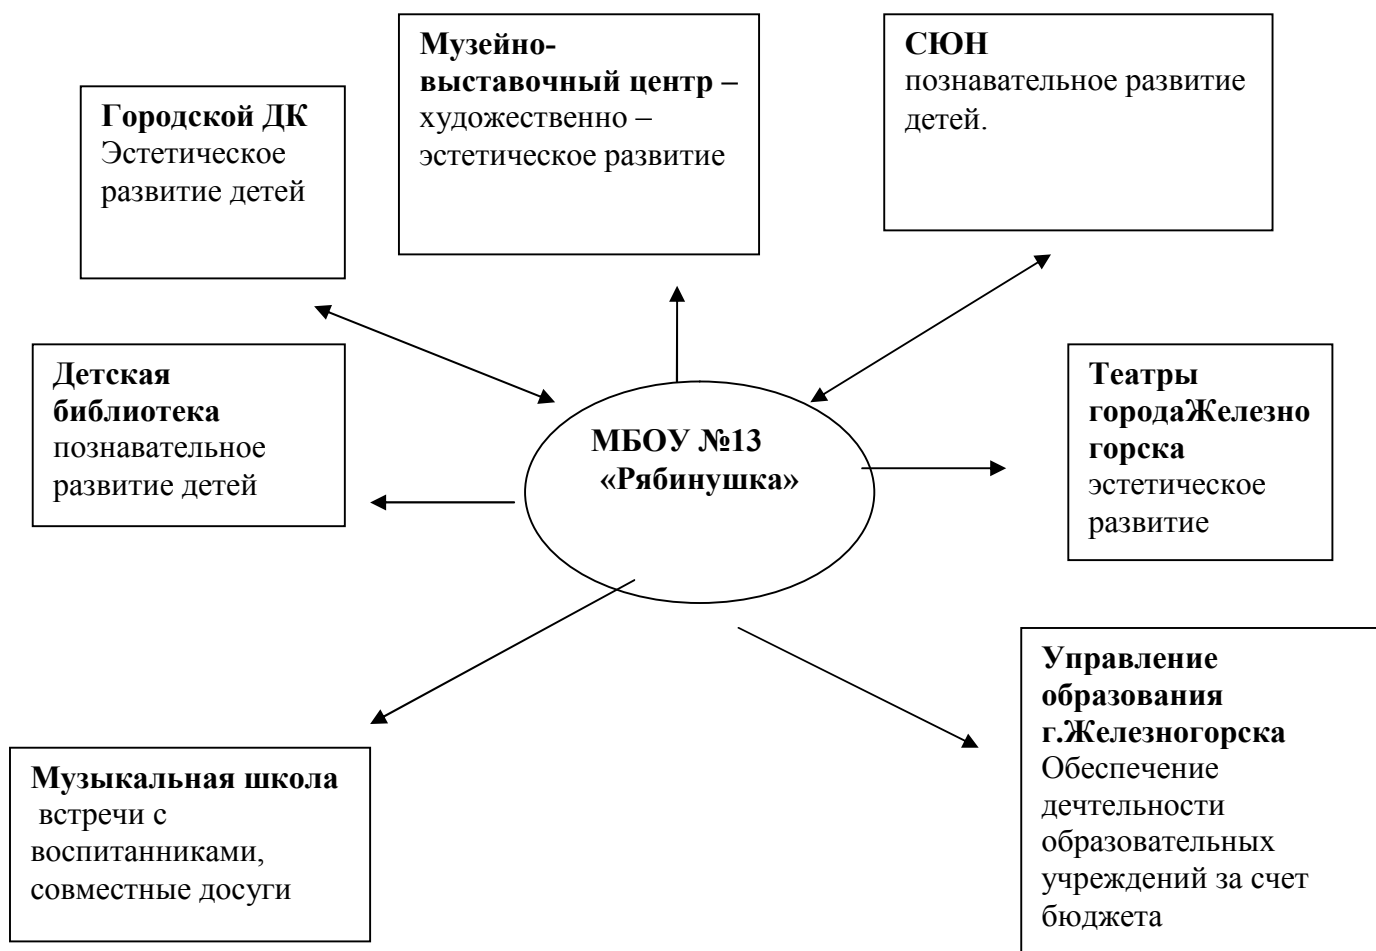 Музейно-
выставочный центр –
художественно –
эстетическое развитие
СЮН
познавательное развитие
детей.
Городской ДК
Эстетическое
развитие детей
Детская
библиотека
познавательное
развитие детей
МБОУ №13
«Рябинушка»
Театры
городаЖелезно
горска
эстетическое
развитие
Музыкальная школа
встречи с
воспитанниками,
совместные досуги
Управление
образования
г.Железногорска
Обеспечение
дечтельности
образовательных
учреждений за счет
бюджета